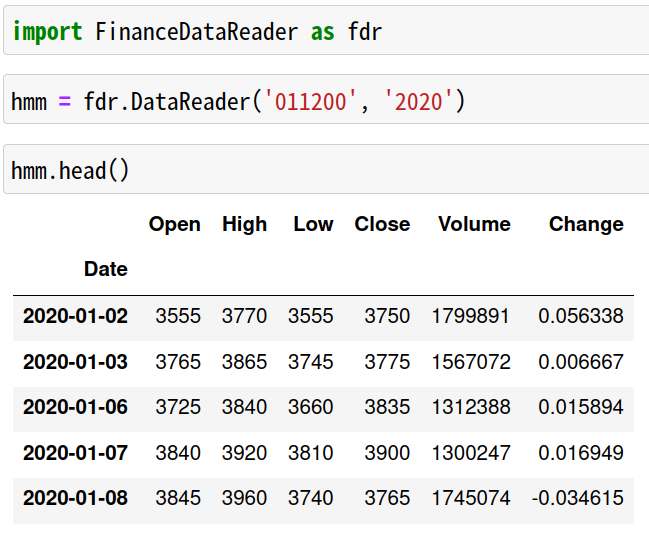 import FinanceDataReader as fdr
hmm = fdr.DataReader('011200', '2020')
hmm.head()
Open High Low Close Volume Change
Date
2020-01-02 3555 3770 3555 3750 1799891 0.056338
2020-01-03 3765 3865 3745 3775 1567072 0.006667
2020-01-06 3725 3840 3660 3835 1312388 0.015894
2020-01-07 3840 3920 3810 3900 1300247 0.016949
2020-01-08 3845 3960 3740 3765 1745074 -0.034615